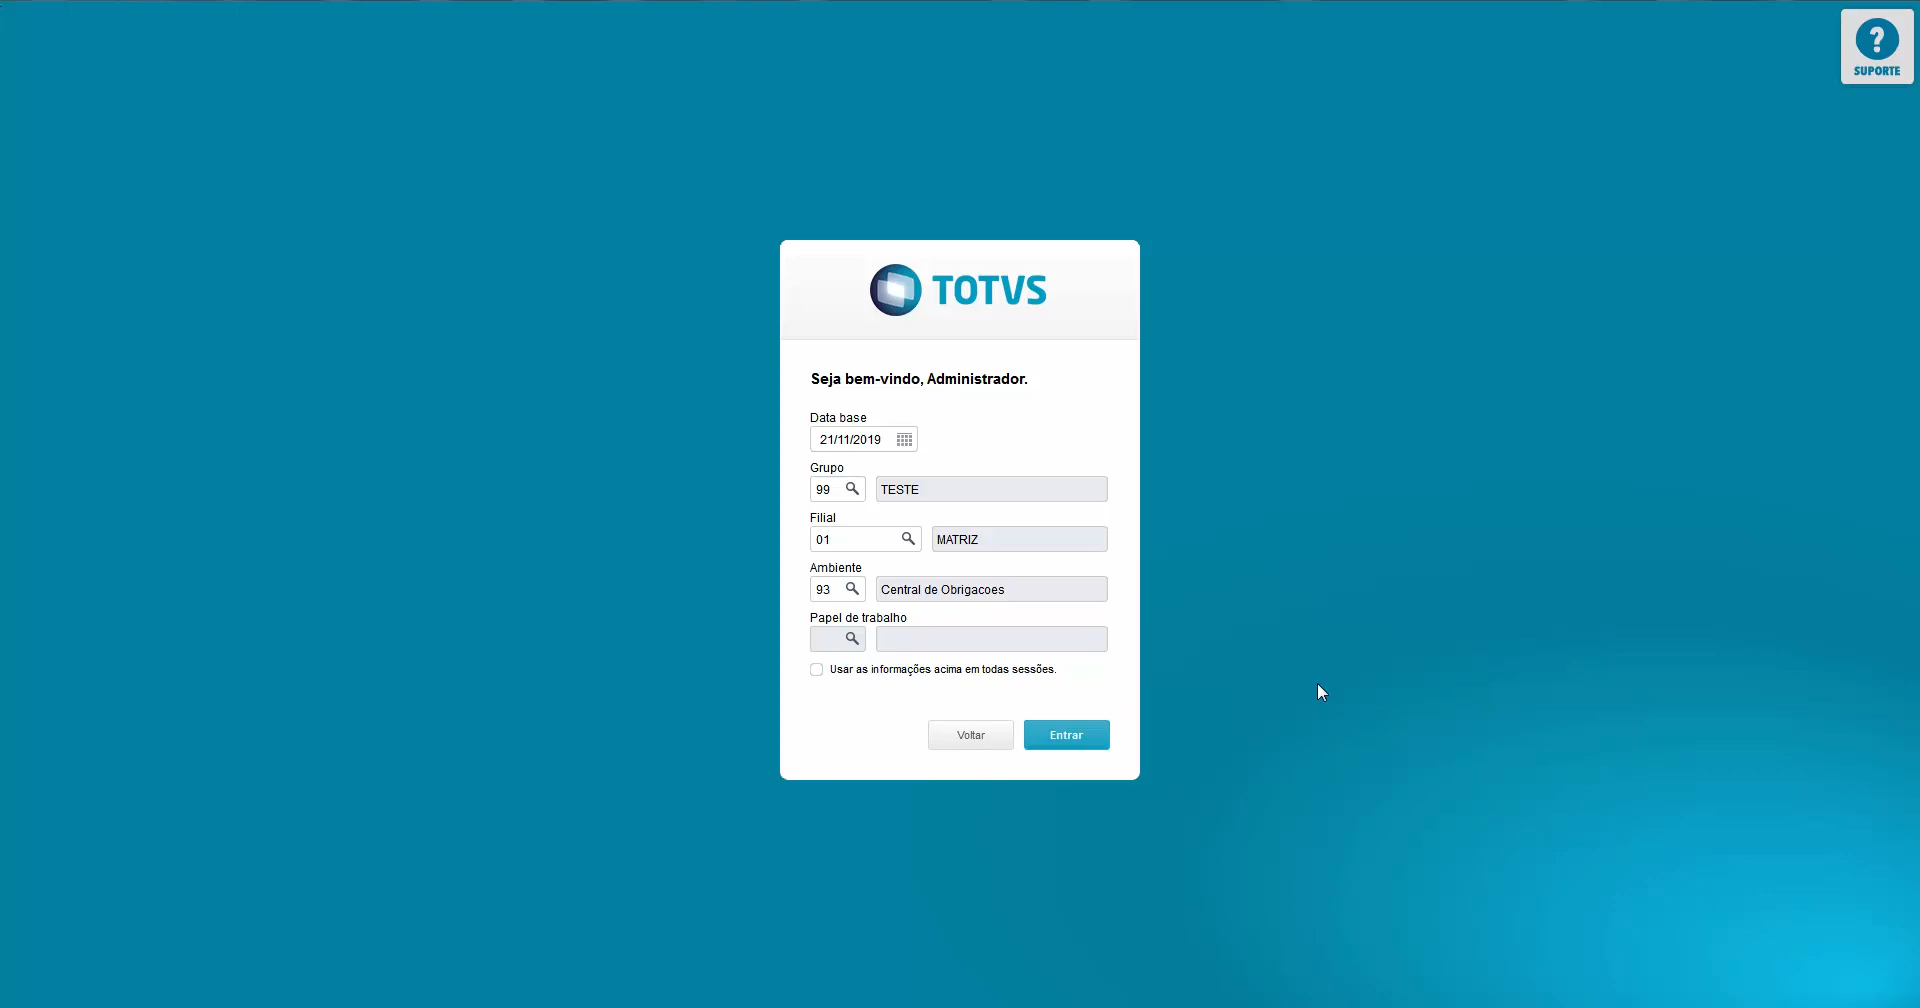 ?
SUPORTE
TOTVS
Seja bem-vindo, Administrador.
Data base
21/11/2019
Grupo
99 TESTE
Filial
01 MATRIZ
Ambiente
93 Central de Obrigacoes
Papel de trabalho
Usar as informações acima em todas sessões.
Voltar Entrar